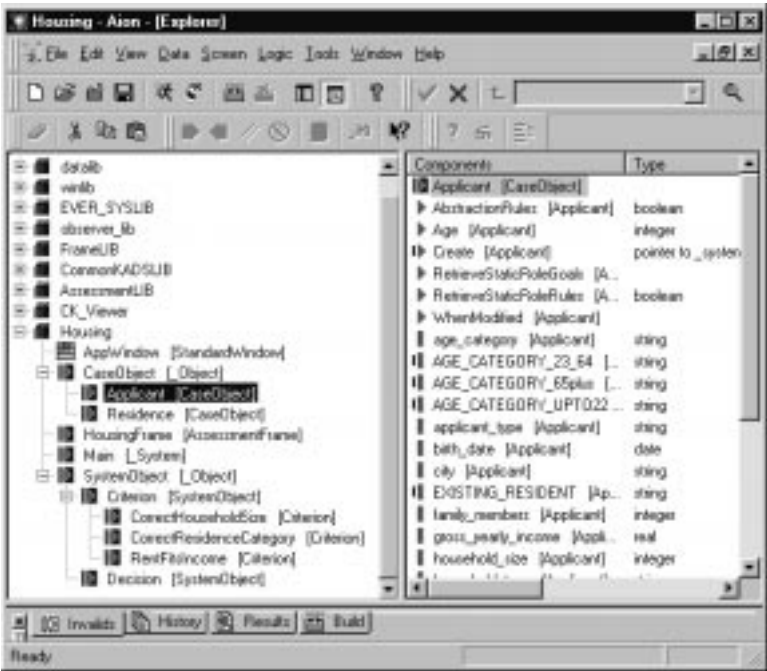 Housing - Aion - [Explorer]
File Edit View Data Screen Logic Tools Window Help
datalib
winlib
EVER_SYSLIB
observer_lib
FrameLIB
CommonKADSLIB
AssessmentLIB
CK_Viewer
Housing
AppWindow [StandardWindow]
CaseObject [_Object]
Applicant [CaseObject]
Residence [CaseObject]
HousingFrame [AssessmentFrame]
Main [_System]
SystemObject [_Object]
Criterion [SystemObject]
CorrectHouseholdSize [Criterion]
CorrectResidenceCategory [Criterion]
RentFitsIncome [Criterion]
Decision [SystemObject]
Components Type
Applicant [CaseObject]
AbstractionRules [Applicant] boolean
Age [Applicant] integer
Create [Applicant] pointer to _system
RetrieveStaticRoleGoals [A...
RetrieveStaticRoleRules [A... boolean
WhenModified [Applicant]
age_category [Applicant] string
AGE_CATEGORY_23_64 [... string
AGE_CATEGORY_65plus [... string
AGE_CATEGORY_UPTO22 ... string
applicant_type [Applicant] string
birth_date [Applicant] date
city [Applicant] string
EXISTING_RESIDENT [Ap... string
family_members [Applicant] integer
gross_yearly_income [Appli... real
household_size [Applicant] integer
Invalids History Results Build
Ready